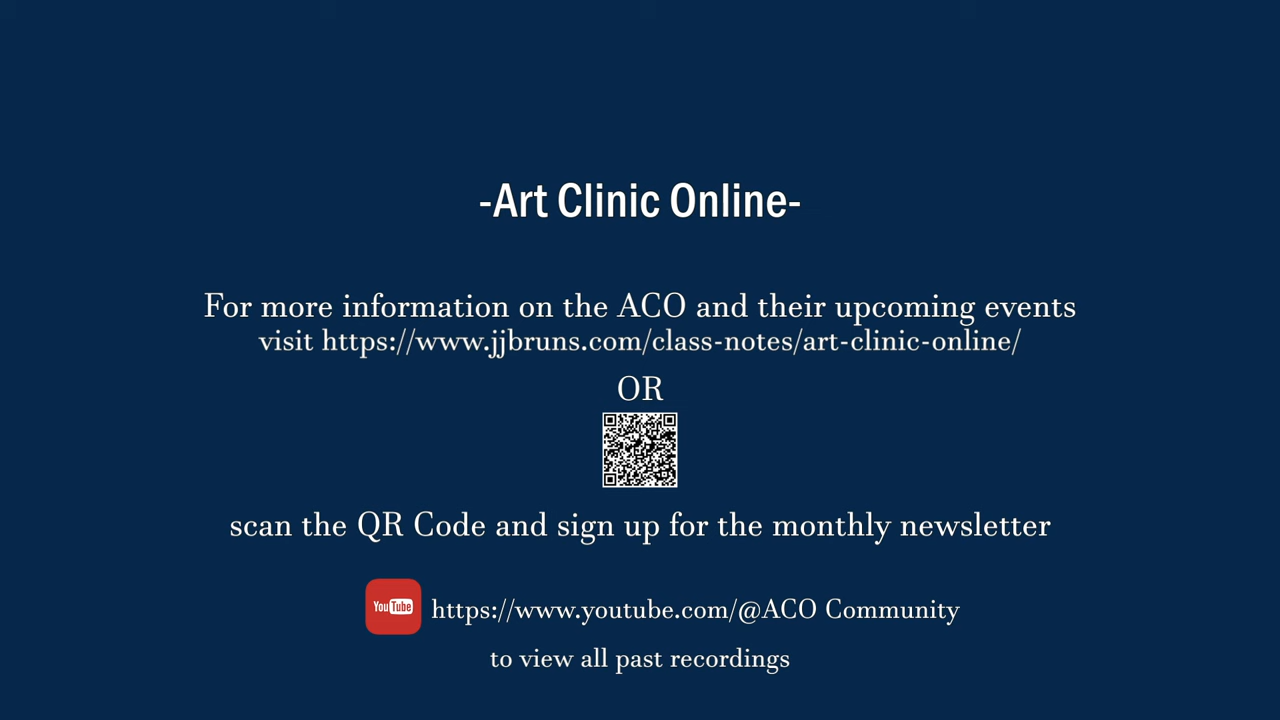 -Art Clinic Online-
For more information on the ACO and their upcoming events
visit https://www.jjbruns.com/class-notes/art-clinic-online/
OR
scan the QR Code and sign up for the monthly newsletter
YouTube https://www.youtube.com/@ACO Community
to view all past recordings